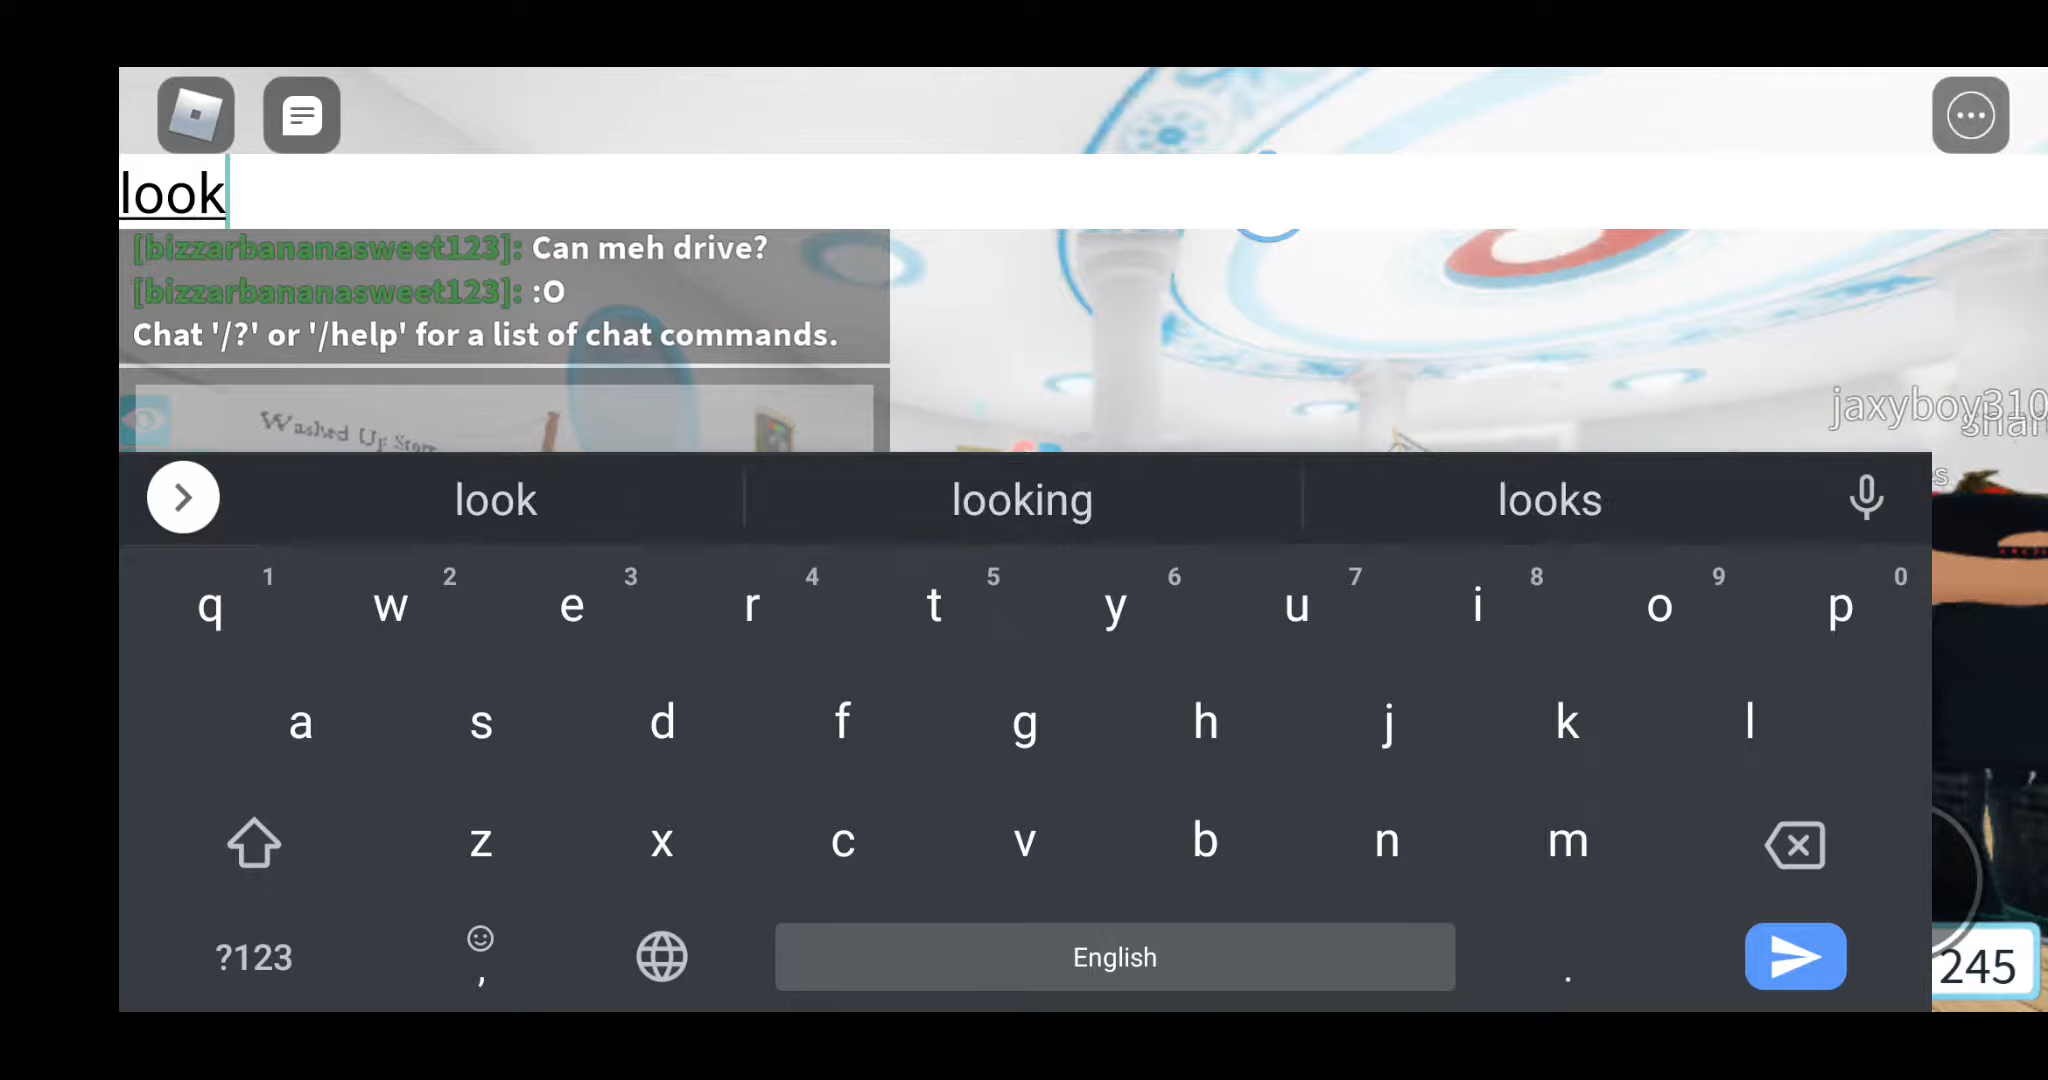 look
[bizzarbananasweet123]: Can meh drive?
[bizzarbananasweet123]: :O
Chat '/?' or '/help' for a list of chat commands.
Washed Up Store
jaxyboy310
look looking looks
1 2 3 4 5 6 7 8 9 0
q w e r t y u i o p
a s d f g h j k l
z x c v b n m
?123 , English .
245